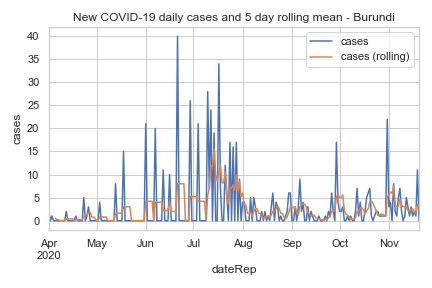 New COVID-19 daily cases and 5 day rolling mean - Burundi
cases
cases (rolling)
40
35
30
25
20
15
10
5
0
cases
Apr May Jun Jul Aug Sep Oct Nov
2020
dateRep